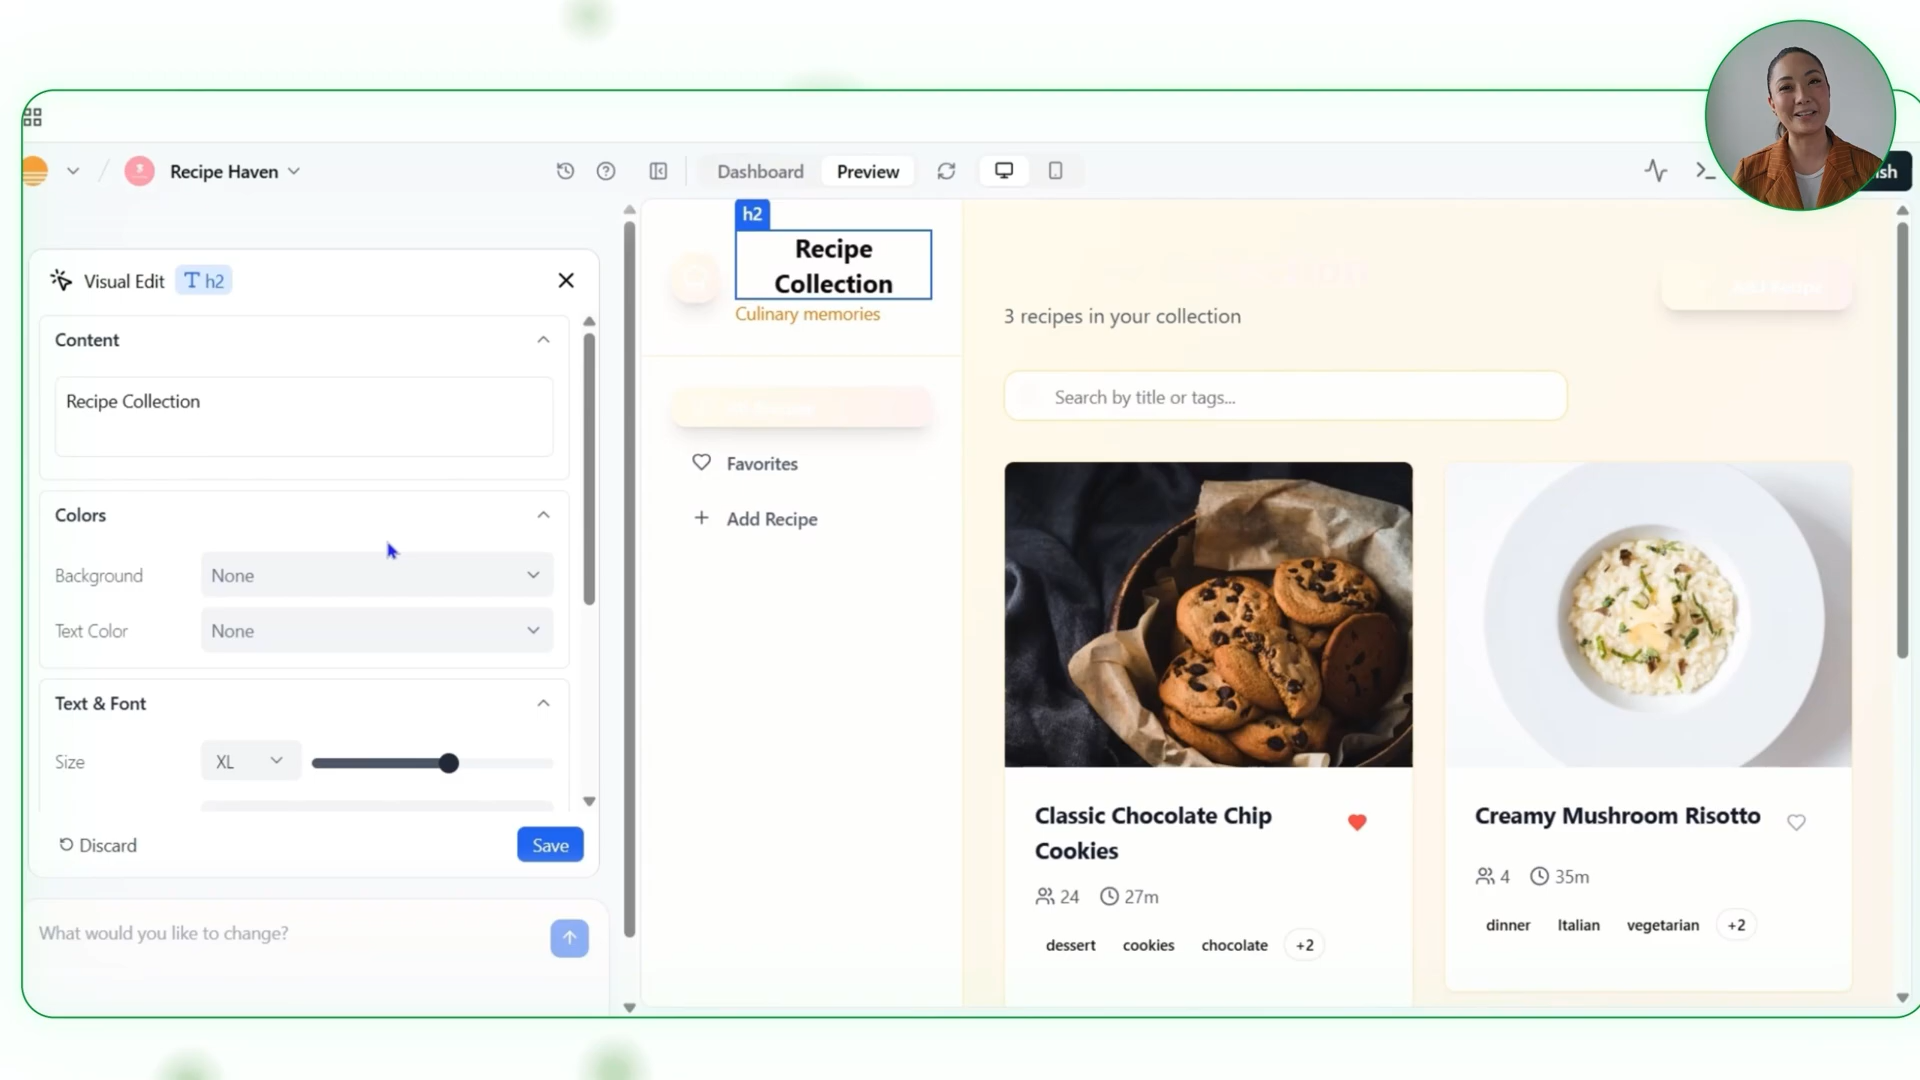 Recipe Haven
Dashboard
Preview
sh
Visual Edit
T h2
Content
Recipe Collection
Colors
Background
None
Text Color
None
Text & Font
Size
XL
Discard
Save
What would you like to change?
h2
Recipe
Collection
Culinary memories
Favorites
Add Recipe
3 recipes in your collection
Search by title or tags...
Classic Chocolate Chip
Cookies
24
27m
dessert
cookies
chocolate
+2
Creamy Mushroom Risotto
4
35m
dinner
Italian
vegetarian
+2